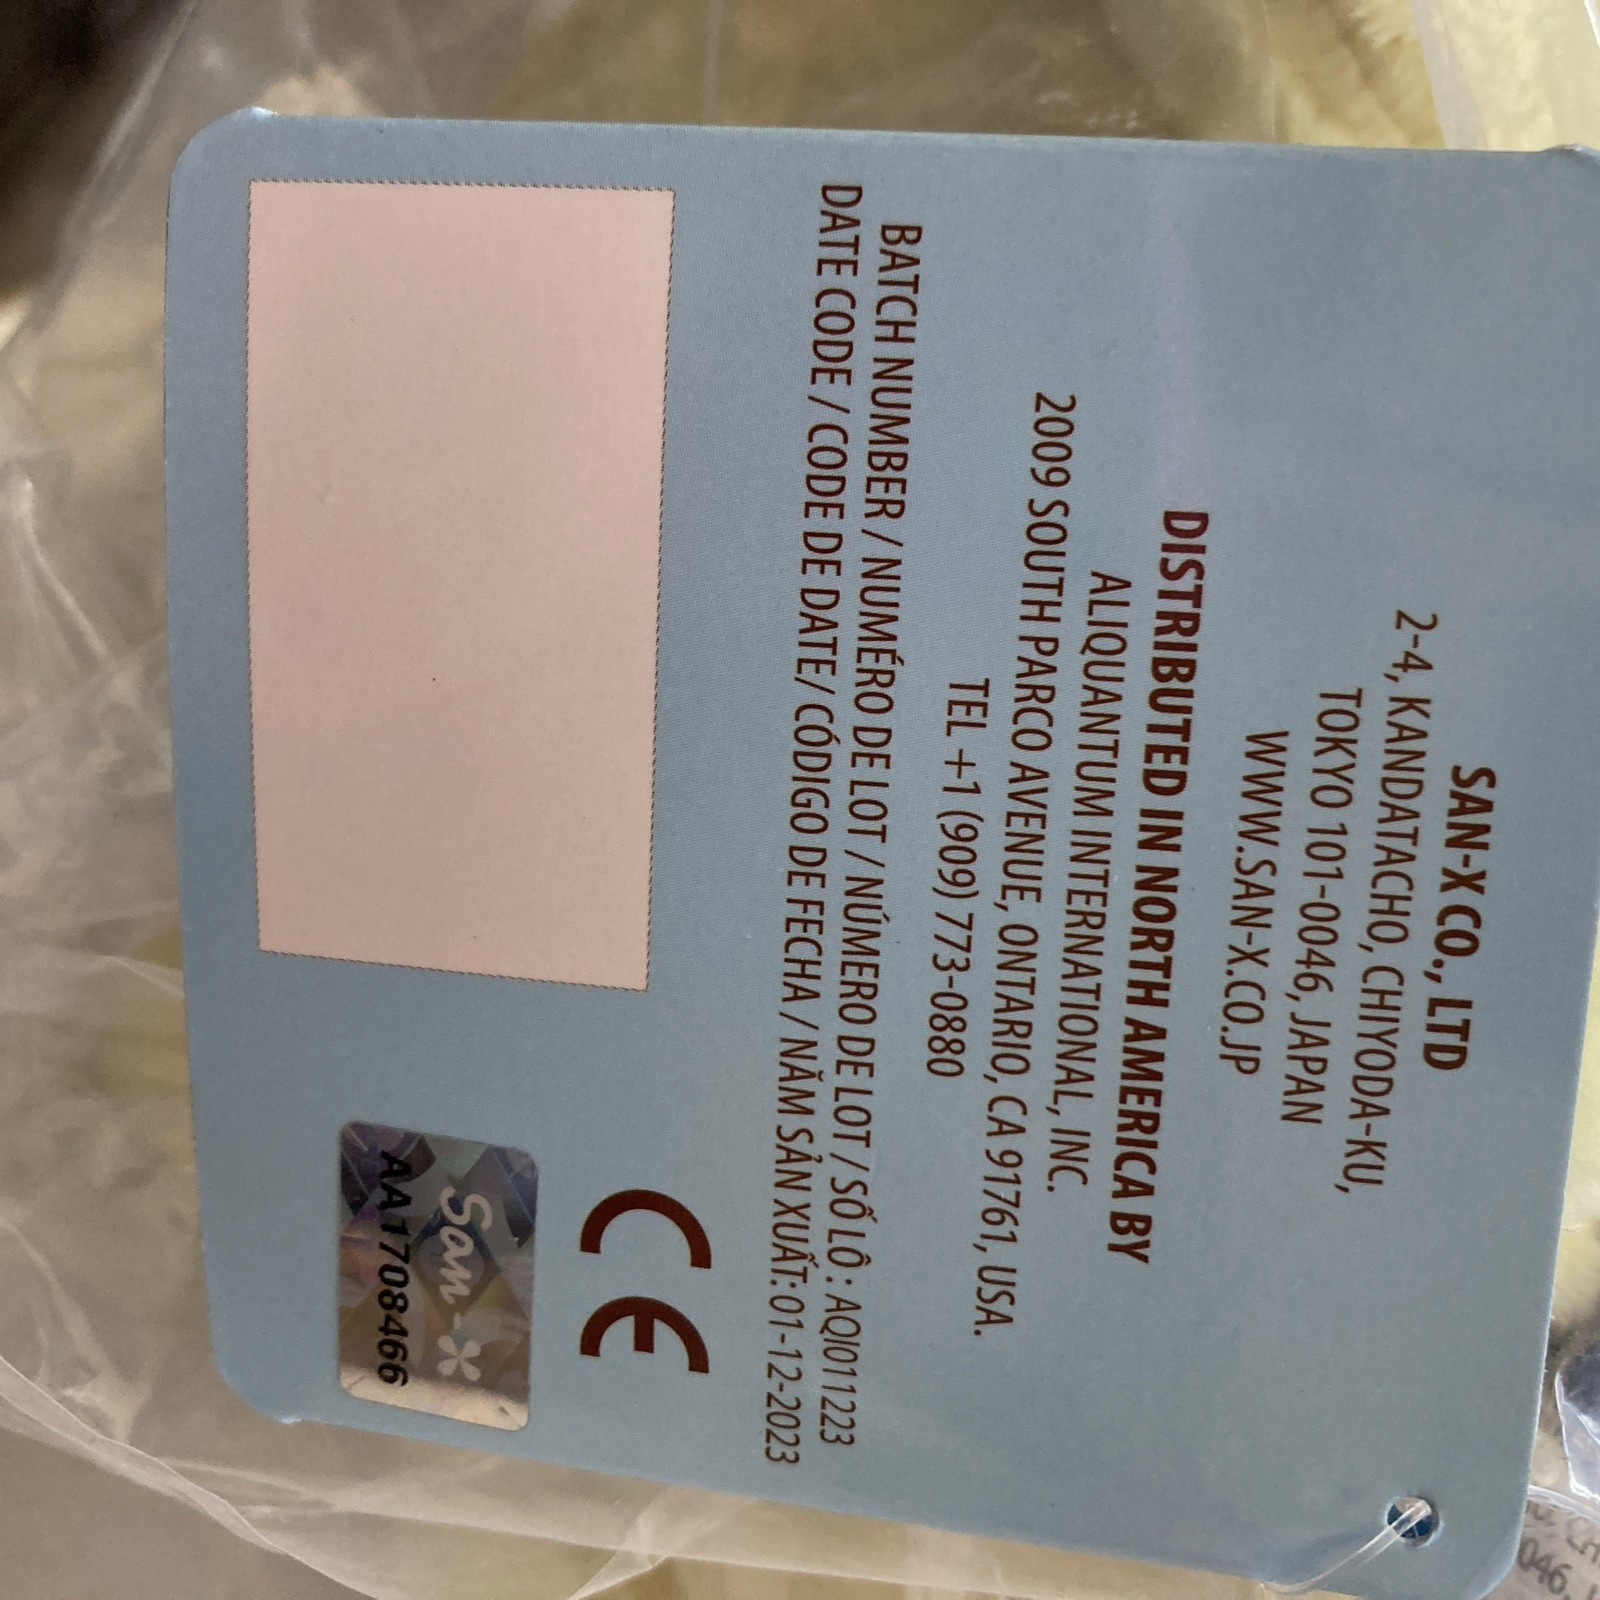 SAN-X CO., LTD
2-4, KANDATACHO, CHIYODA-KU,
TOKYO 101-0046, JAPAN
WWW.SAN-X.CO.JP
DISTRIBUTED IN NORTH AMERICA BY
ALIQUANTUM INTERNATIONAL, INC.
2009 SOUTH PARCO AVENUE, ONTARIO, CA 91761, USA.
TEL +1 (909) 773-0880
BATCH NUMBER / NUMÉRO DE LOT / NÚMERO DE LOT / SỐ LÔ : AQI011223
DATE CODE / CODE DE DATE/ CÓDIGO DE FECHA / NĂM SẢN XUẤT: 01-12-2023
CE
San-X
AA1708466
046,